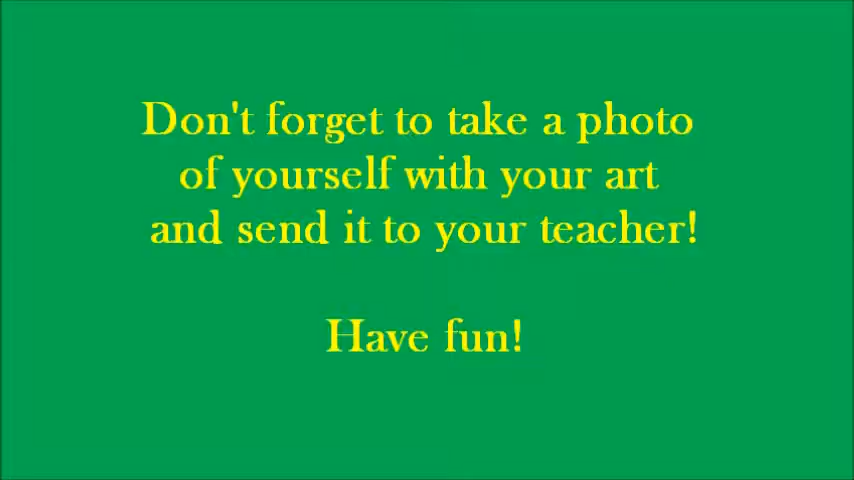 Don't forget to take a photo
of yourself with your art
and send it to your teacher!
Have fun!